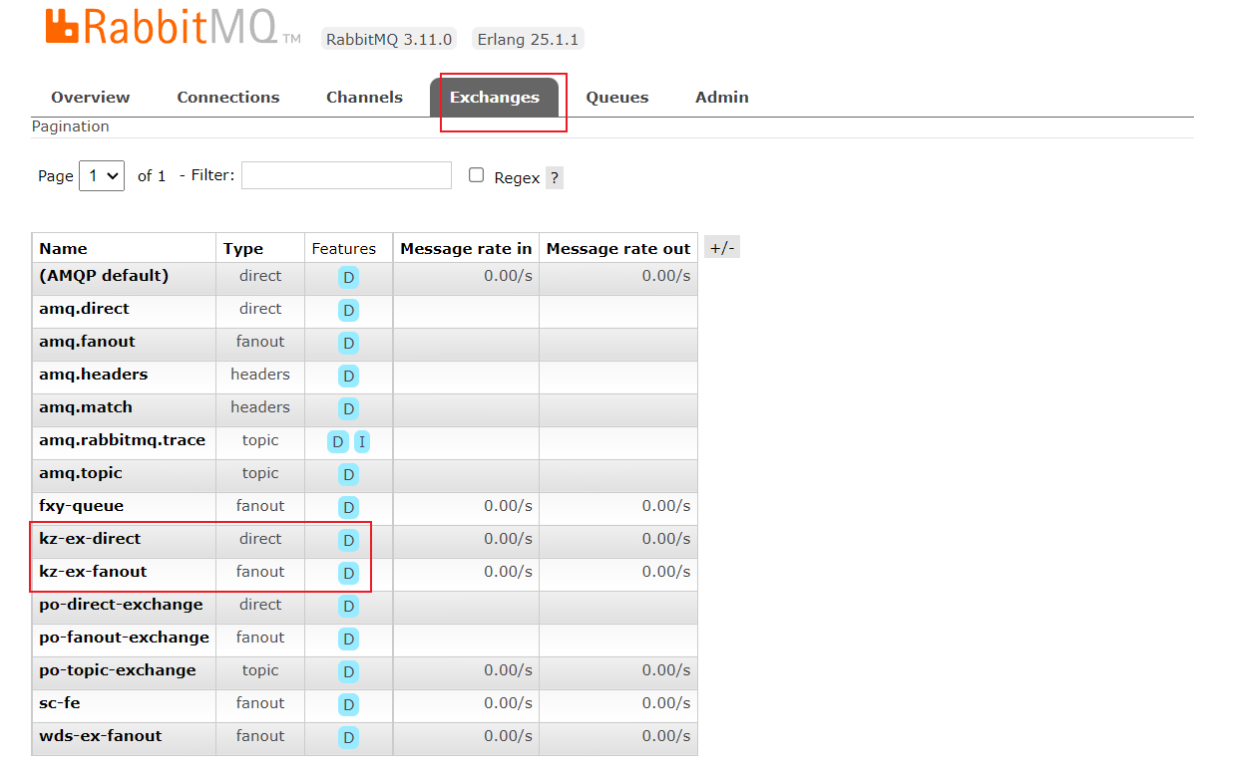 RabbitMQ TM RabbitMQ 3.11.0 Erlang 25.1.1
Overview Connections Channels Exchanges Queues Admin
Pagination
Page 1 of 1 - Filter: Regex ?
Name Type Features Message rate in Message rate out +/-
(AMQP default) direct D 0.00/s 0.00/s
amq.direct direct D
amq.fanout fanout D
amq.headers headers D
amq.match headers D
amq.rabbitmq.trace topic D I
amq.topic topic D
fxy-queue fanout D 0.00/s 0.00/s
kz-ex-direct direct D 0.00/s 0.00/s
kz-ex-fanout fanout D 0.00/s 0.00/s
po-direct-exchange direct D
po-fanout-exchange fanout D
po-topic-exchange topic D 0.00/s 0.00/s
sc-fe fanout D 0.00/s 0.00/s
wds-ex-fanout fanout D 0.00/s 0.00/s